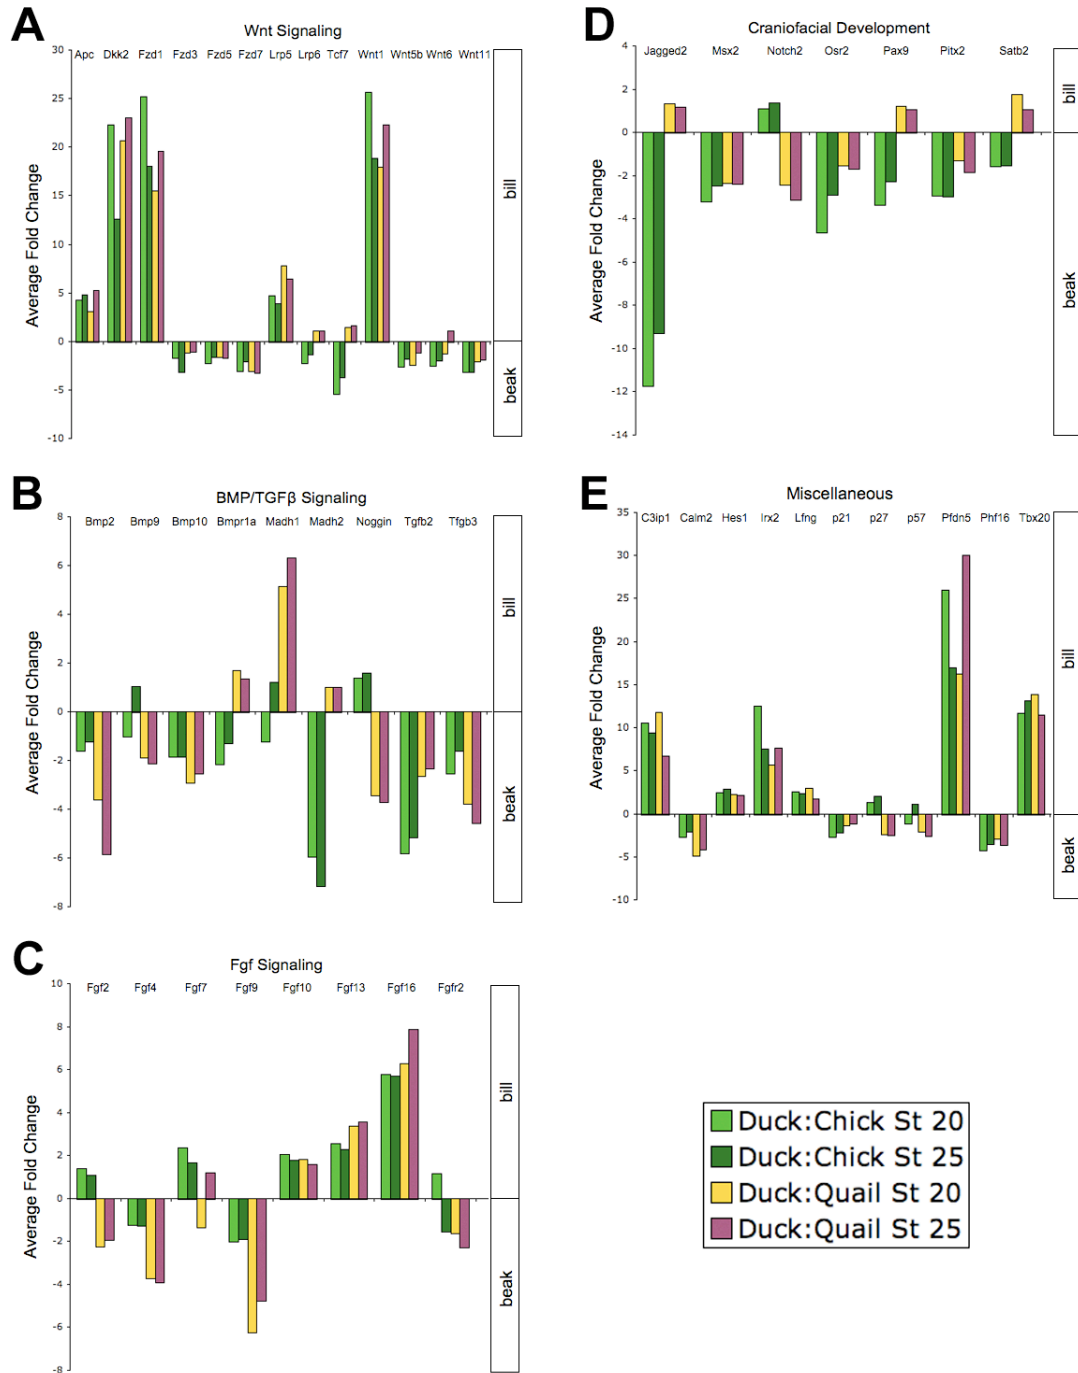 A
Wnt Signaling
Apc Dkk2 Fzd1 Fzd3 Fzd5 Fzd7 Lrp5 Lrp6 Tcf7 Wnt1 Wnt5b Wnt6 Wnt11
30
25
20
15
10
5
0
-5
-10
Average Fold Change
bill
beak
B
BMP/TGFβ Signaling
Bmp2 Bmp9 Bmp10 Bmpr1a Madh1 Madh2 Noggin Tgfb2 Tfgb3
8
6
4
2
0
-2
-4
-6
-8
Average Fold Change
bill
beak
C
Fgf Signaling
Fgf2 Fgf4 Fgf7 Fgf9 Fgf10 Fgf13 Fgf16 Fgfr2
10
8
6
4
2
0
-2
-4
-6
-8
Average Fold Change
bill
beak
D
Craniofacial Development
Jagged2 Msx2 Notch2 Osr2 Pax9 Pitx2 Satb2
4
2
0
-2
-4
-6
-8
-10
-12
-14
Average Fold Change
bill
beak
E
Miscellaneous
C3ip1 Calm2 Hes1 Irx2 Lfng p21 p27 p57 Pfdn5 Phf16 Tbx20
35
30
25
20
15
10
5
0
-5
-10
Average Fold Change
bill
beak
Duck:Chick St 20
Duck:Chick St 25
Duck:Quail St 20
Duck:Quail St 25